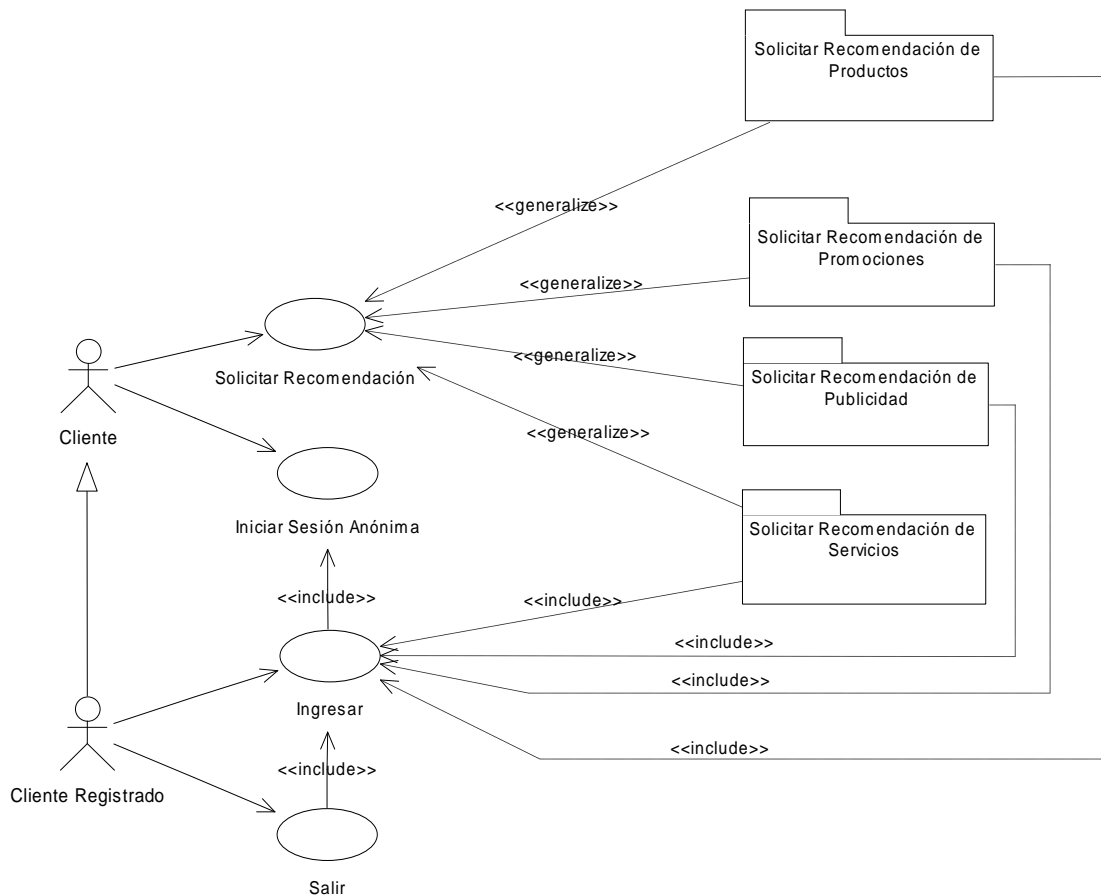 Solicitar Recomendación de
Productos
<<generalize>>
Solicitar Recomendación de
Promociones
<<generalize>>
<<generalize>>
Solicitar Recomendación de
Publicidad
Solicitar Recomendación
Cliente
<<generalize>>
Iniciar Sesión Anónima
Solicitar Recomendación de
Servicios
<<include>>
<<include>>
<<include>>
<<include>>
Ingresar
<<include>>
<<include>>
Cliente Registrado
Salir